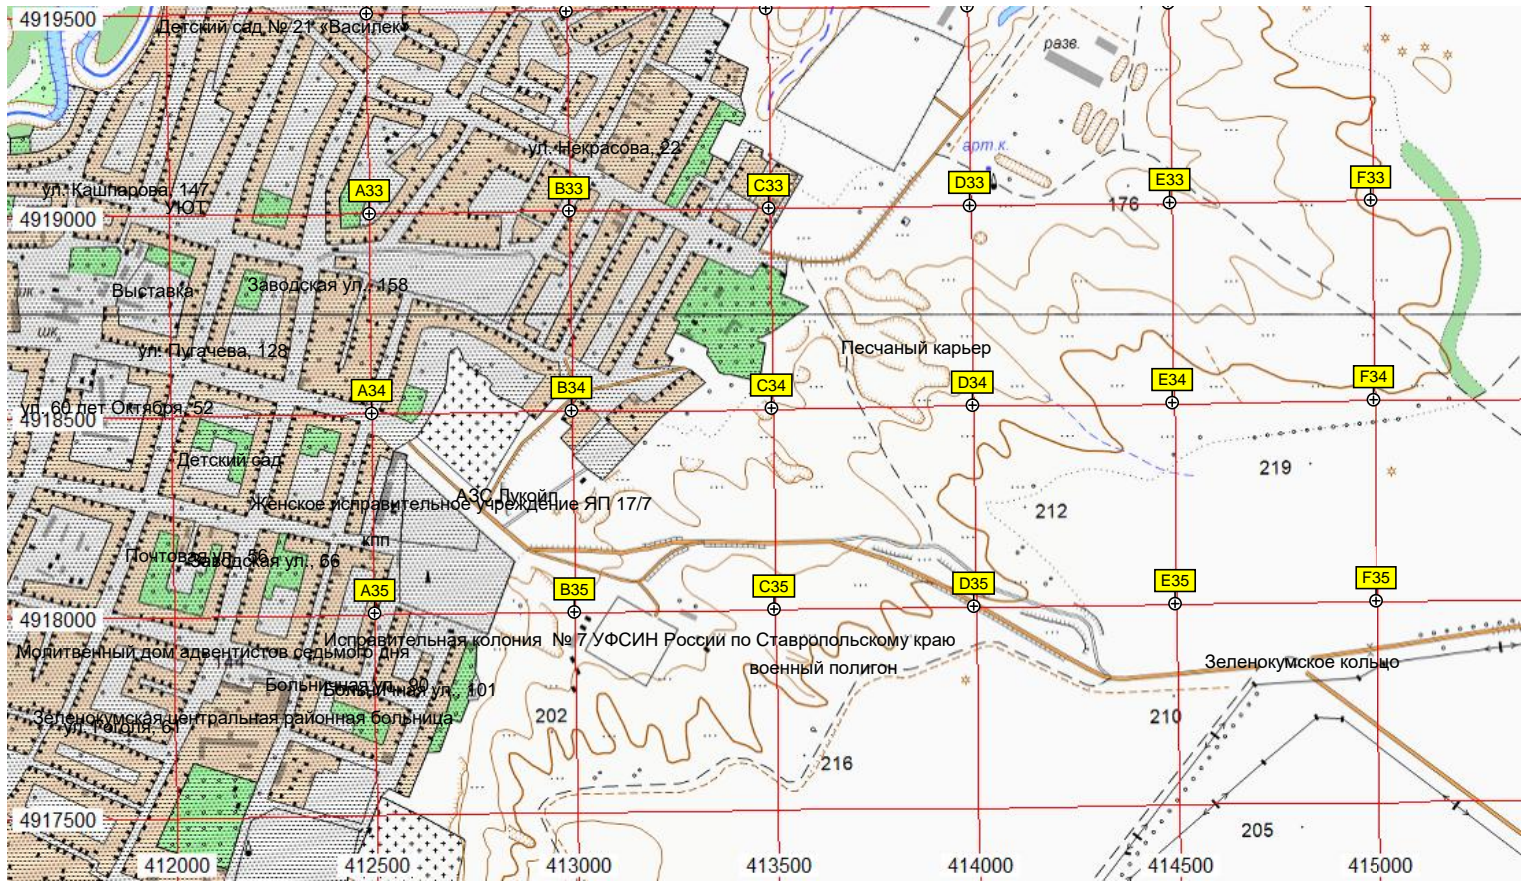 4919500
Детский сад № 21 «Василек»
разв.
ул. Некрасова, 22
арт.к.
A33
B33
C33
D33
E33
F33
ул. Кашпарова, 147
УЮТ
4919000
176
Выставка
Заводская ул., 158
шк.
ул. Пугачева, 128
Песчаный карьер
A34
B34
C34
D34
E34
F34
ул. 60 лет Октября, 52
4918500
Детский сад
219
АЗС Лукойл
Женское исправительное учреждение ЯП 17/7
212
кпп
Почтовая ул., 56
Заводская ул., 66
A35
B35
C35
D35
E35
F35
4918000
Исправительная колония № 7 УФСИН России по Ставропольскому краю
Молитвенный дом адвентистов седьмого дня
144
военный полигон
Зеленокумское кольцо
Больничная ул., 90
Больничная ул., 101
Зеленокумская центральная районная больница
ул. Гоголя, 61
202
210
216
4917500
205
412000
412500
413000
413500
414000
414500
415000